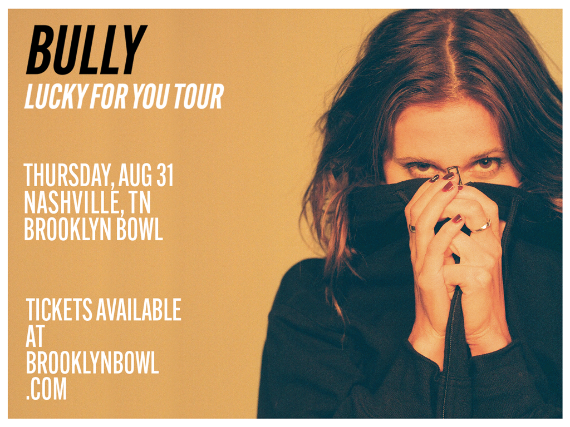 BULLY
LUCKY FOR YOU TOUR
THURSDAY, AUG 31
NASHVILLE, TN
BROOKLYN BOWL
TICKETS AVAILABLE
AT
BROOKLYNBOWL
.COM